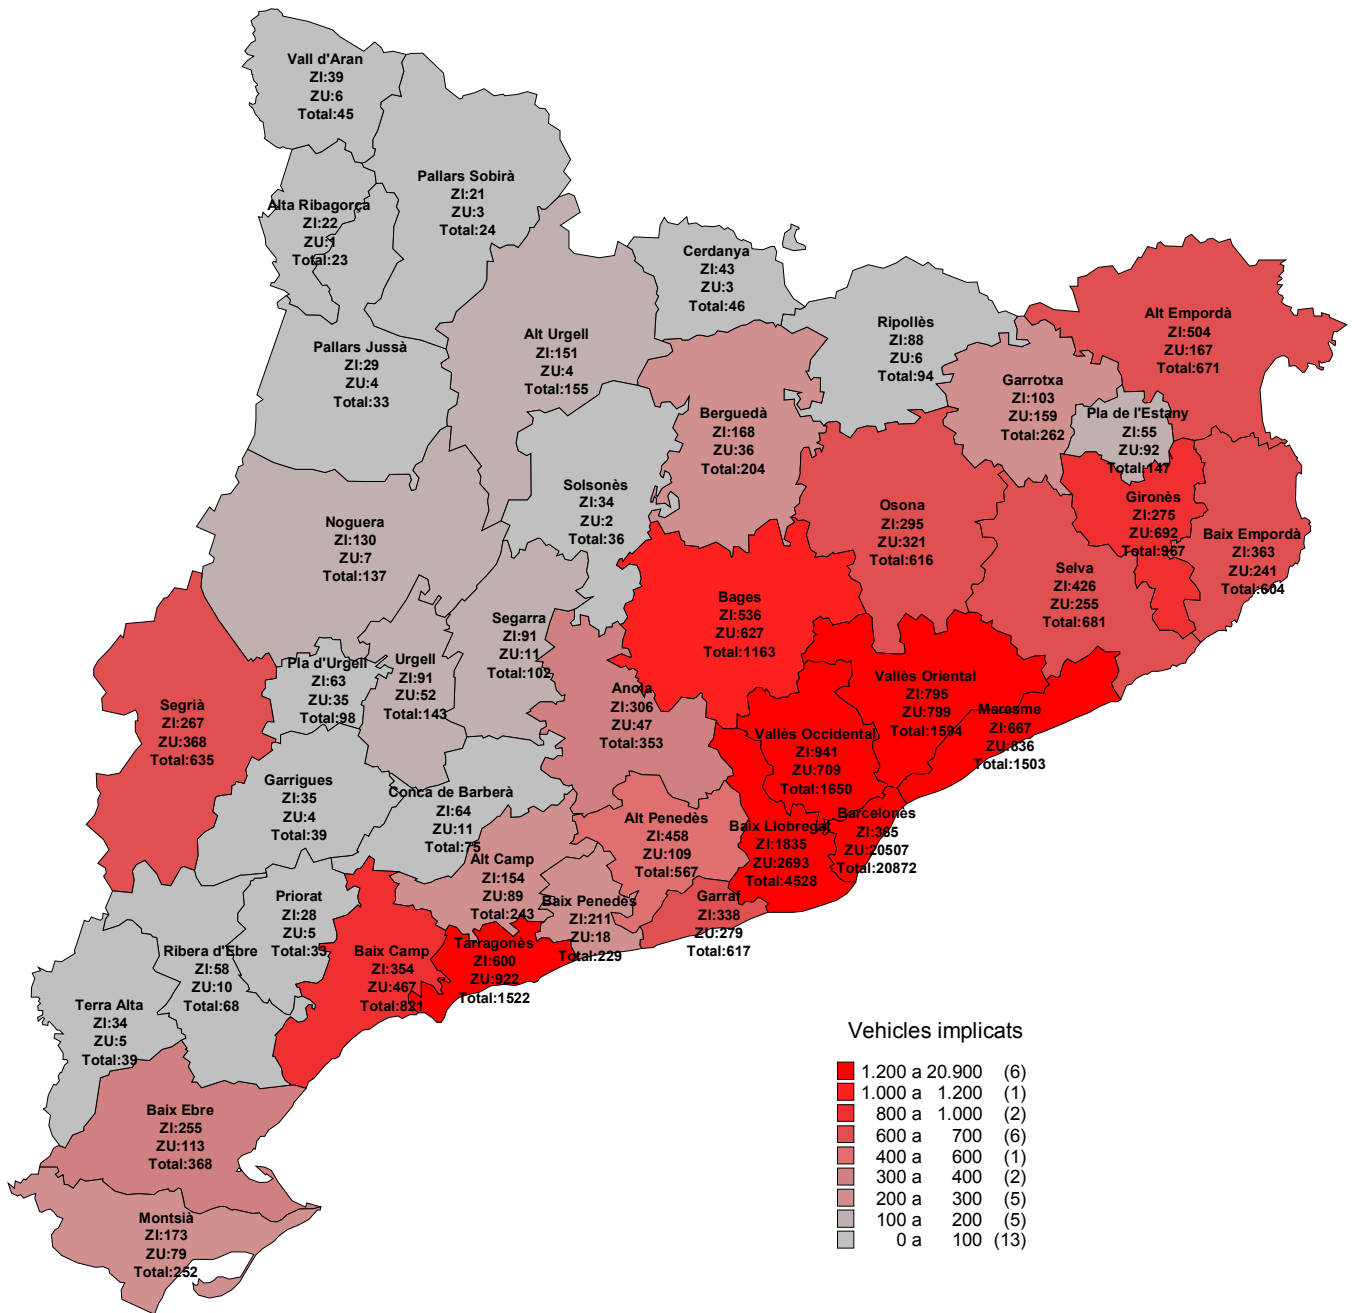 Vall d'Aran
ZI:39
ZU:6
Total:45
Pallars Sobirà
ZI:21
ZU:3
Total:24
Alta Ribagorça
ZI:22
ZU:1
Total:23
Cerdanya
ZI:43
ZU:3
Total:46
Ripollès
ZI:88
ZU:6
Total:94
Alt Empordà
ZI:504
ZU:167
Total:671
Pallars Jussà
ZI:29
ZU:4
Total:33
Alt Urgell
ZI:151
ZU:4
Total:155
Garrotxa
ZI:103
ZU:159
Total:262
Berguedà
ZI:168
ZU:36
Total:204
Pla de l'Estany
ZI:55
ZU:92
Total:147
Solsonès
ZI:34
ZU:2
Total:36
Noguera
ZI:130
ZU:7
Total:137
Osona
ZI:295
ZU:321
Total:616
Gironès
ZI:275
ZU:692
Total:967
Baix Empordà
ZI:363
ZU:241
Total:604
Selva
ZI:426
ZU:255
Total:681
Bages
ZI:536
ZU:627
Total:1163
Segarra
ZI:91
ZU:11
Total:102
Pla d'Urgell
ZI:63
ZU:35
Total:98
Urgell
ZI:91
ZU:52
Total:143
Segrià
ZI:267
ZU:368
Total:635
Anoia
ZI:306
ZU:47
Total:353
Vallès Oriental
ZI:795
ZU:799
Total:1594
Maresme
ZI:667
ZU:836
Total:1503
Vallès Occidental
ZI:941
ZU:709
Total:1650
Garrigues
ZI:35
ZU:4
Total:39
Conca de Barberà
ZI:64
ZU:11
Total:75
Alt Penedès
ZI:458
ZU:109
Total:567
Baix Llobregat
ZI:1835
ZU:2693
Total:4528
Barcelonès
ZI:365
ZU:20507
Total:20872
Alt Camp
ZI:154
ZU:89
Total:243
Baix Penedès
ZI:211
ZU:18
Total:229
Garraf
ZI:338
ZU:279
Total:617
Priorat
ZI:28
ZU:5
Total:33
Ribera d'Ebre
ZI:58
ZU:10
Total:68
Baix Camp
ZI:354
ZU:467
Total:821
Tarragonès
ZI:600
ZU:922
Total:1522
Terra Alta
ZI:34
ZU:5
Total:39
Baix Ebre
ZI:255
ZU:113
Total:368
Montsià
ZI:173
ZU:79
Total:252
Vehicles implicats
1.200 a 20.900 (6)
1.000 a 1.200 (1)
800 a 1.000 (2)
600 a 700 (6)
400 a 600 (1)
300 a 400 (2)
200 a 300 (5)
100 a 200 (5)
0 a 100 (13)